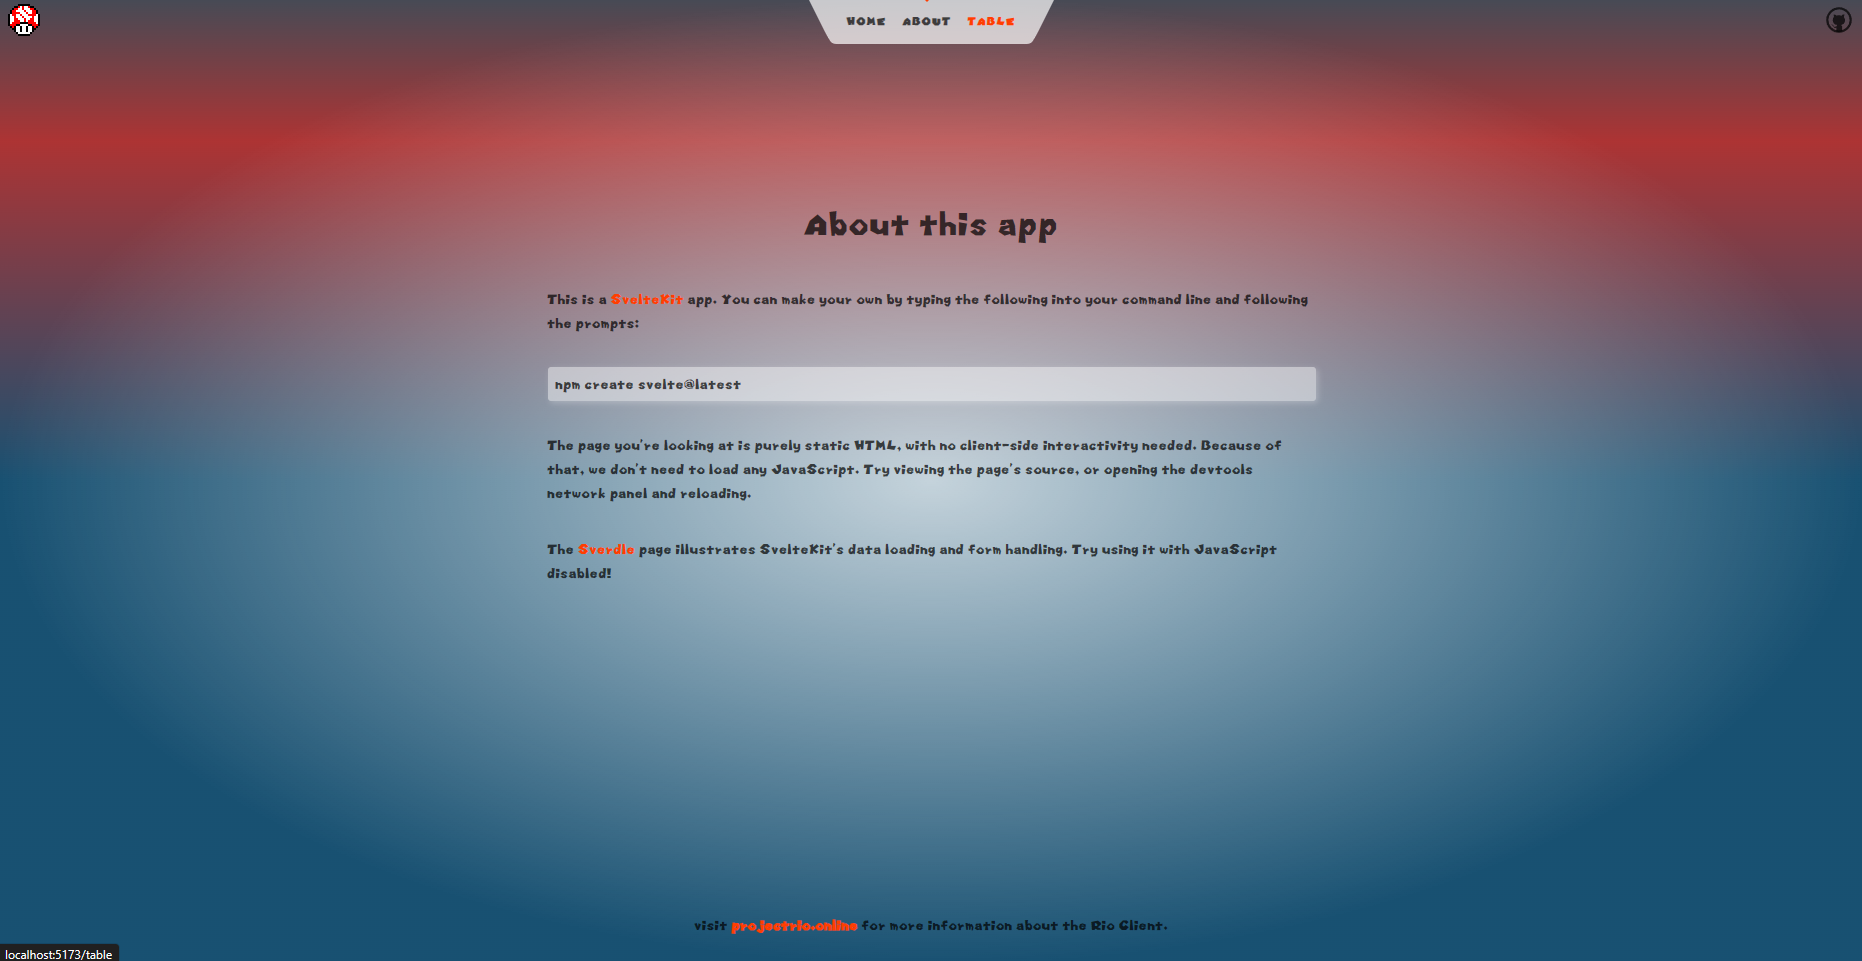 HOME ABOUT TABLE
About this app
This is a SvelteKit app. You can make your own by typing the following into your command line and following
the prompts:
npm create svelte@latest
The page you're looking at is purely static HTML, with no client-side interactivity needed. Because of
that, we don't need to load any JavaScript. Try viewing the page's source, or opening the devtools
network panel and reloading.
The Sverdle page illustrates SvelteKit's data loading and form handling. Try using it with JavaScript
disabled!
visit projectrio.online for more information about the Rio Client.
localhost:5173/table